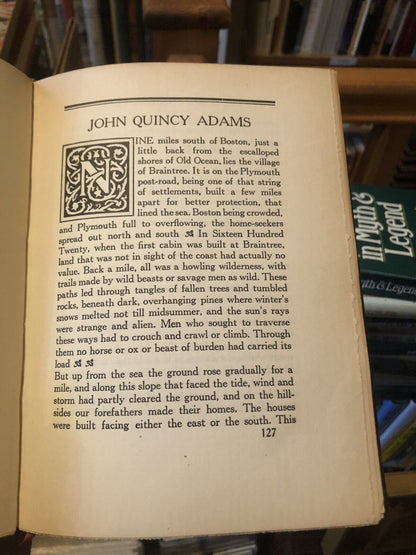 JOHN QUINCY ADAMS
NINE miles south of Boston, just a
little back from the escalloped
shores of Old Ocean, lies the village
of Braintree. It is on the Plymouth
post-road, being one of that string
of settlements, built a few miles
apart for better protection, that
lined the sea. Boston being crowded,
and Plymouth full to overflowing, the home-seekers
spread out north and south In Sixteen Hundred
Twenty, when the first cabin was built at Braintree,
land that was not in sight of the coast had actually no
value. Back a mile, all was a howling wilderness, with
trails made by wild beasts or savage men as wild. These
paths led through tangles of fallen trees and tumbled
rocks, beneath dark, overhanging pines where winter's
snows melted not till midsummer, and the sun's rays
were strange and alien. Men who sought to traverse
these ways had to crouch and crawl or climb. Through
them no horse or ox or beast of burden had carried its
load
But up from the sea the ground rose gradually for a
mile, and along this slope that faced the tide, wind and
storm had partly cleared the ground, and on the hill-
sides our forefathers made their homes. The houses
were built facing either the east or the south. This
127
in Myth &
Legend
yth & Legend